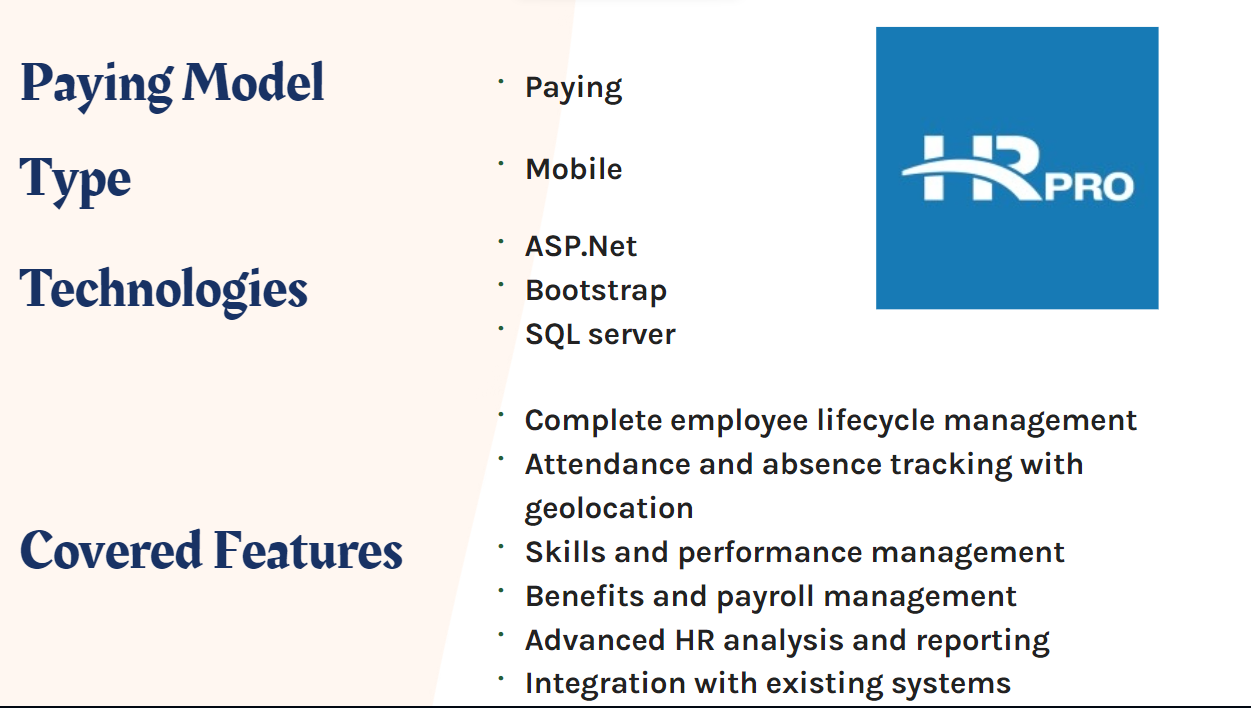 Paying Model
· Paying
Type
· Mobile
Technologies
· ASP.Net
· Bootstrap
· SQL server
Covered Features
· Complete employee lifecycle management
· Attendance and absence tracking with
geolocation
· Skills and performance management
· Benefits and payroll management
· Advanced HR analysis and reporting
· Integration with existing systems
HR PRO